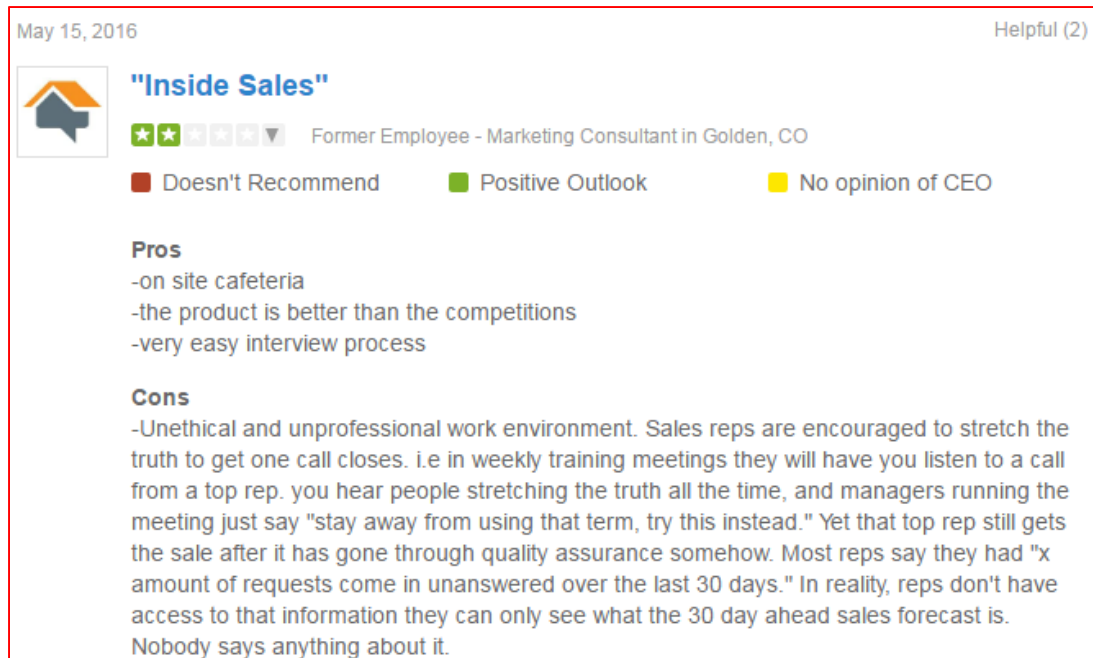 May 15, 2016 Helpful (2)
"Inside Sales"
Former Employee - Marketing Consultant in Golden, CO
Doesn't Recommend Positive Outlook No opinion of CEO
Pros
-on site cafeteria
-the product is better than the competitions
-very easy interview process
Cons
-Unethical and unprofessional work environment. Sales reps are encouraged to stretch the
truth to get one call closes. i.e in weekly training meetings they will have you listen to a call
from a top rep. you hear people stretching the truth all the time, and managers running the
meeting just say "stay away from using that term, try this instead." Yet that top rep still gets
the sale after it has gone through quality assurance somehow. Most reps say they had "x
amount of requests come in unanswered over the last 30 days." In reality, reps don't have
access to that information they can only see what the 30 day ahead sales forecast is.
Nobody says anything about it.